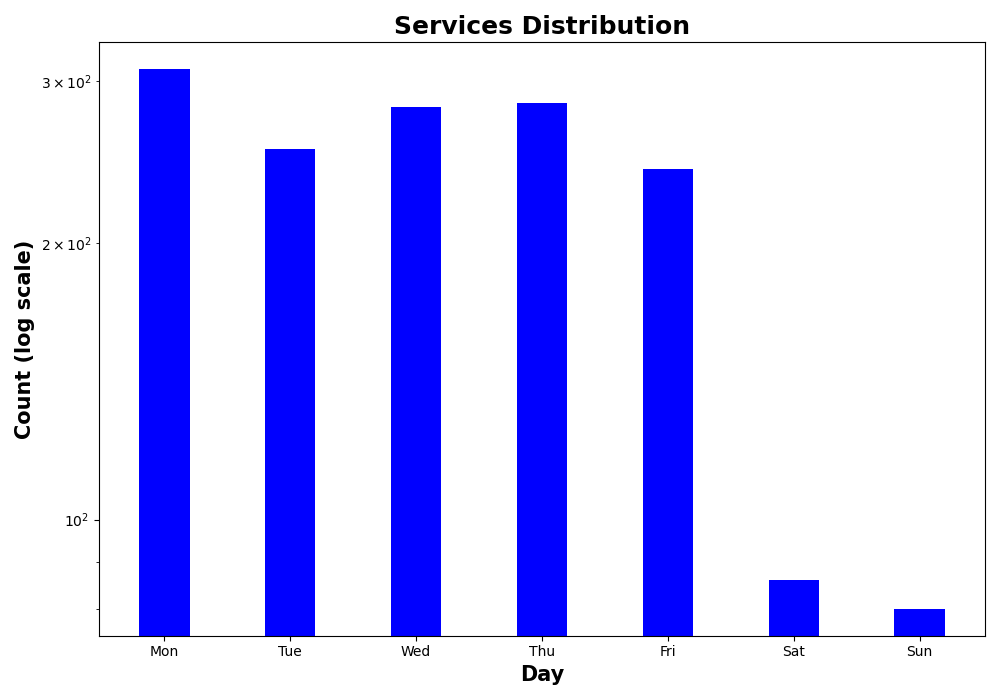 Services Distribution
3 × 10²
2 × 10²
10²
Count (log scale)
Mon Tue Wed Thu Fri Sat Sun
Day